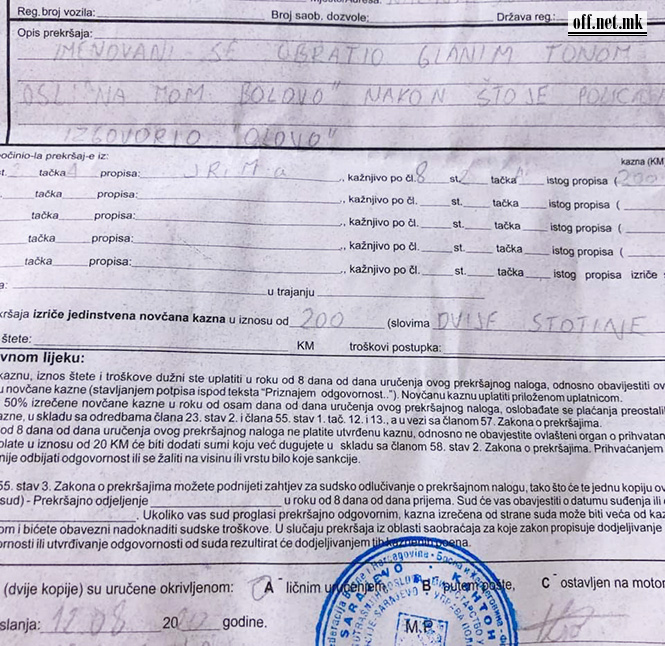 Mjesto/Adresa:
Reg. broj vozila: Broj saob. dozvole: Država reg.:
off.net.mk
Opis prekršaja:
IMENOVANI SE OBRATIO GLASNIM TONOM
NAKON ŠTO JE
IZGOVORIO "OLOVO"
očinio-la prekršaj-e iz: kazna (KM
st. tačka propisa: kažnjivo po čl. 8 st. tačka istog propisa ( 200
tačka propisa: kažnjivo po čl. st. tačka istog propisa (
tačka propisa: kažnjivo po čl. st. tačka istog propisa (
tačka propisa: kažnjivo po čl. st. tačka istog propisa (
tačka propisa: kažnjivo po čl. st. tačka istog propisa izriče s
a: u trajanju
kršaja izriče jedinstvena novčana kazna u iznosu od 200 (slovima DVIJE STOTINE
štete: KM troškovi postupka:
vnom lijeku:
kaznu, iznos štete i troškove dužni ste uplatiti u roku od 8 dana od dana uručenja ovog prekršajnog naloga, odnosno obavijestiti ov
u novčane kazne (stavljanjem potpisa ispod teksta "Priznajem odgovornost.."). Novčanu kaznu uplatiti priloženom uplatnicom.
50% izrečene novčane kazne u roku od osam dana od dana uručenja ovog prekršajnog naloga, oslobađate se plaćanja preostali
azne, u skladu sa odredbama člana 23. stav 2. i člana 55. stav 1. tač. 12. i 13., a u vezi sa članom 57. Zakona o prekršajima.
od 8 dana od dana uručenja ovog prekršajnog naloga ne platite utvrđenu kaznu, odnosno ne obavjestite ovlašteni organ o prihvatan
plate u iznosu od 20 KM će biti dodati sumi koju već dugujete u skladu sa članom 58. stav 2. Zakona o prekršajima. Prihvaćanjem
nije odbijati odgovornost ili se žaliti na visinu ili vrstu bilo koje sankcije.
55. stav 3. Zakona o prekršajima možete podnijeti zahtjev za sudsko odlučivanje o prekršajnom nalogu, tako što će te jednu kopiju ov
sud) - Prekršajno odjeljenje u roku od 8 dana od dana prijema. Sud će vas obavijestiti o datumu suđenja ili
. Ukoliko vas sud proglasi prekršajno odgovornim, kazna izrečena od strane suda može biti veća od kaz
om i bićete obavezni nadoknaditi sudske troškove. U slučaju prekršaja iz oblasti saobraćaja za koje zakon propisuje dodjeljivanje
ornosti ili utvrđivanje odgovornosti od suda rezultirat će dodjeljivanjem tih kaznenih poena.
(dvije kopije) su uručene okrivljenom: A - ličnim uručenjem B - putem pošte, C - ostavljen na motor
slanja: 12 08 2020 godine. M.P.
SARAJEVO KANTON